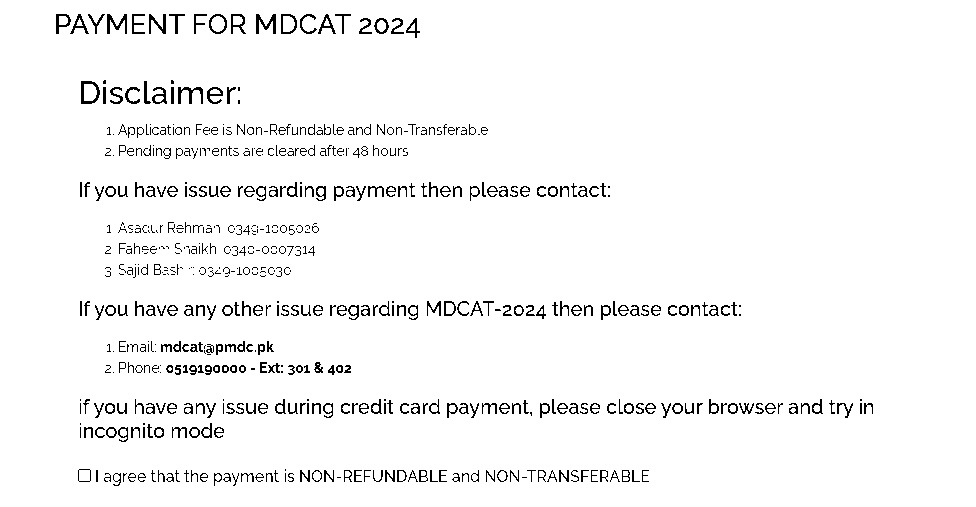 PAYMENT FOR MDCAT 2024
Disclaimer:
1. Application Fee is Non-Refundable and Non-Transferable
2. Pending payments are cleared after 48 hours
If you have issue regarding payment then please contact:
1. Asadur Rehman: 0349-1005026
2. Faheem Shaikh: 0340-0007314
3. Sajid Bashir: 0349-1005030
If you have any other issue regarding MDCAT-2024 then please contact:
1. Email: mdcat@pmdc.pk
2. Phone: 0519190000 - Ext: 301 & 402
if you have any issue during credit card payment, please close your browser and try in
incognito mode
I agree that the payment is NON-REFUNDABLE and NON-TRANSFERABLE